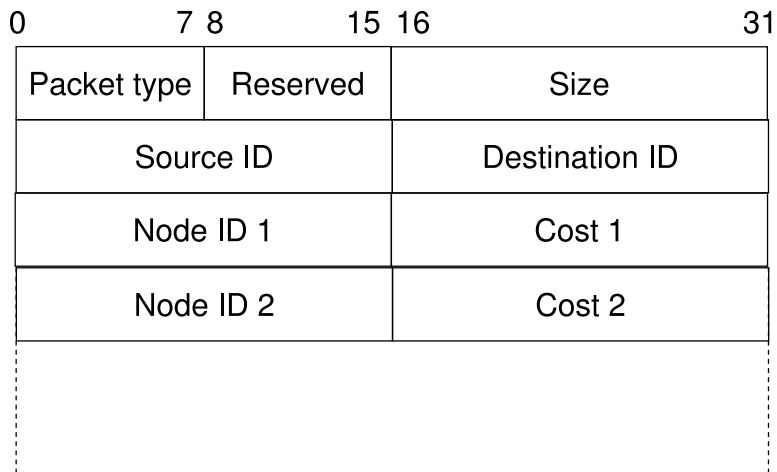 0 7 8 15 16 31
Packet type Reserved Size
Source ID Destination ID
Node ID 1 Cost 1
Node ID 2 Cost 2